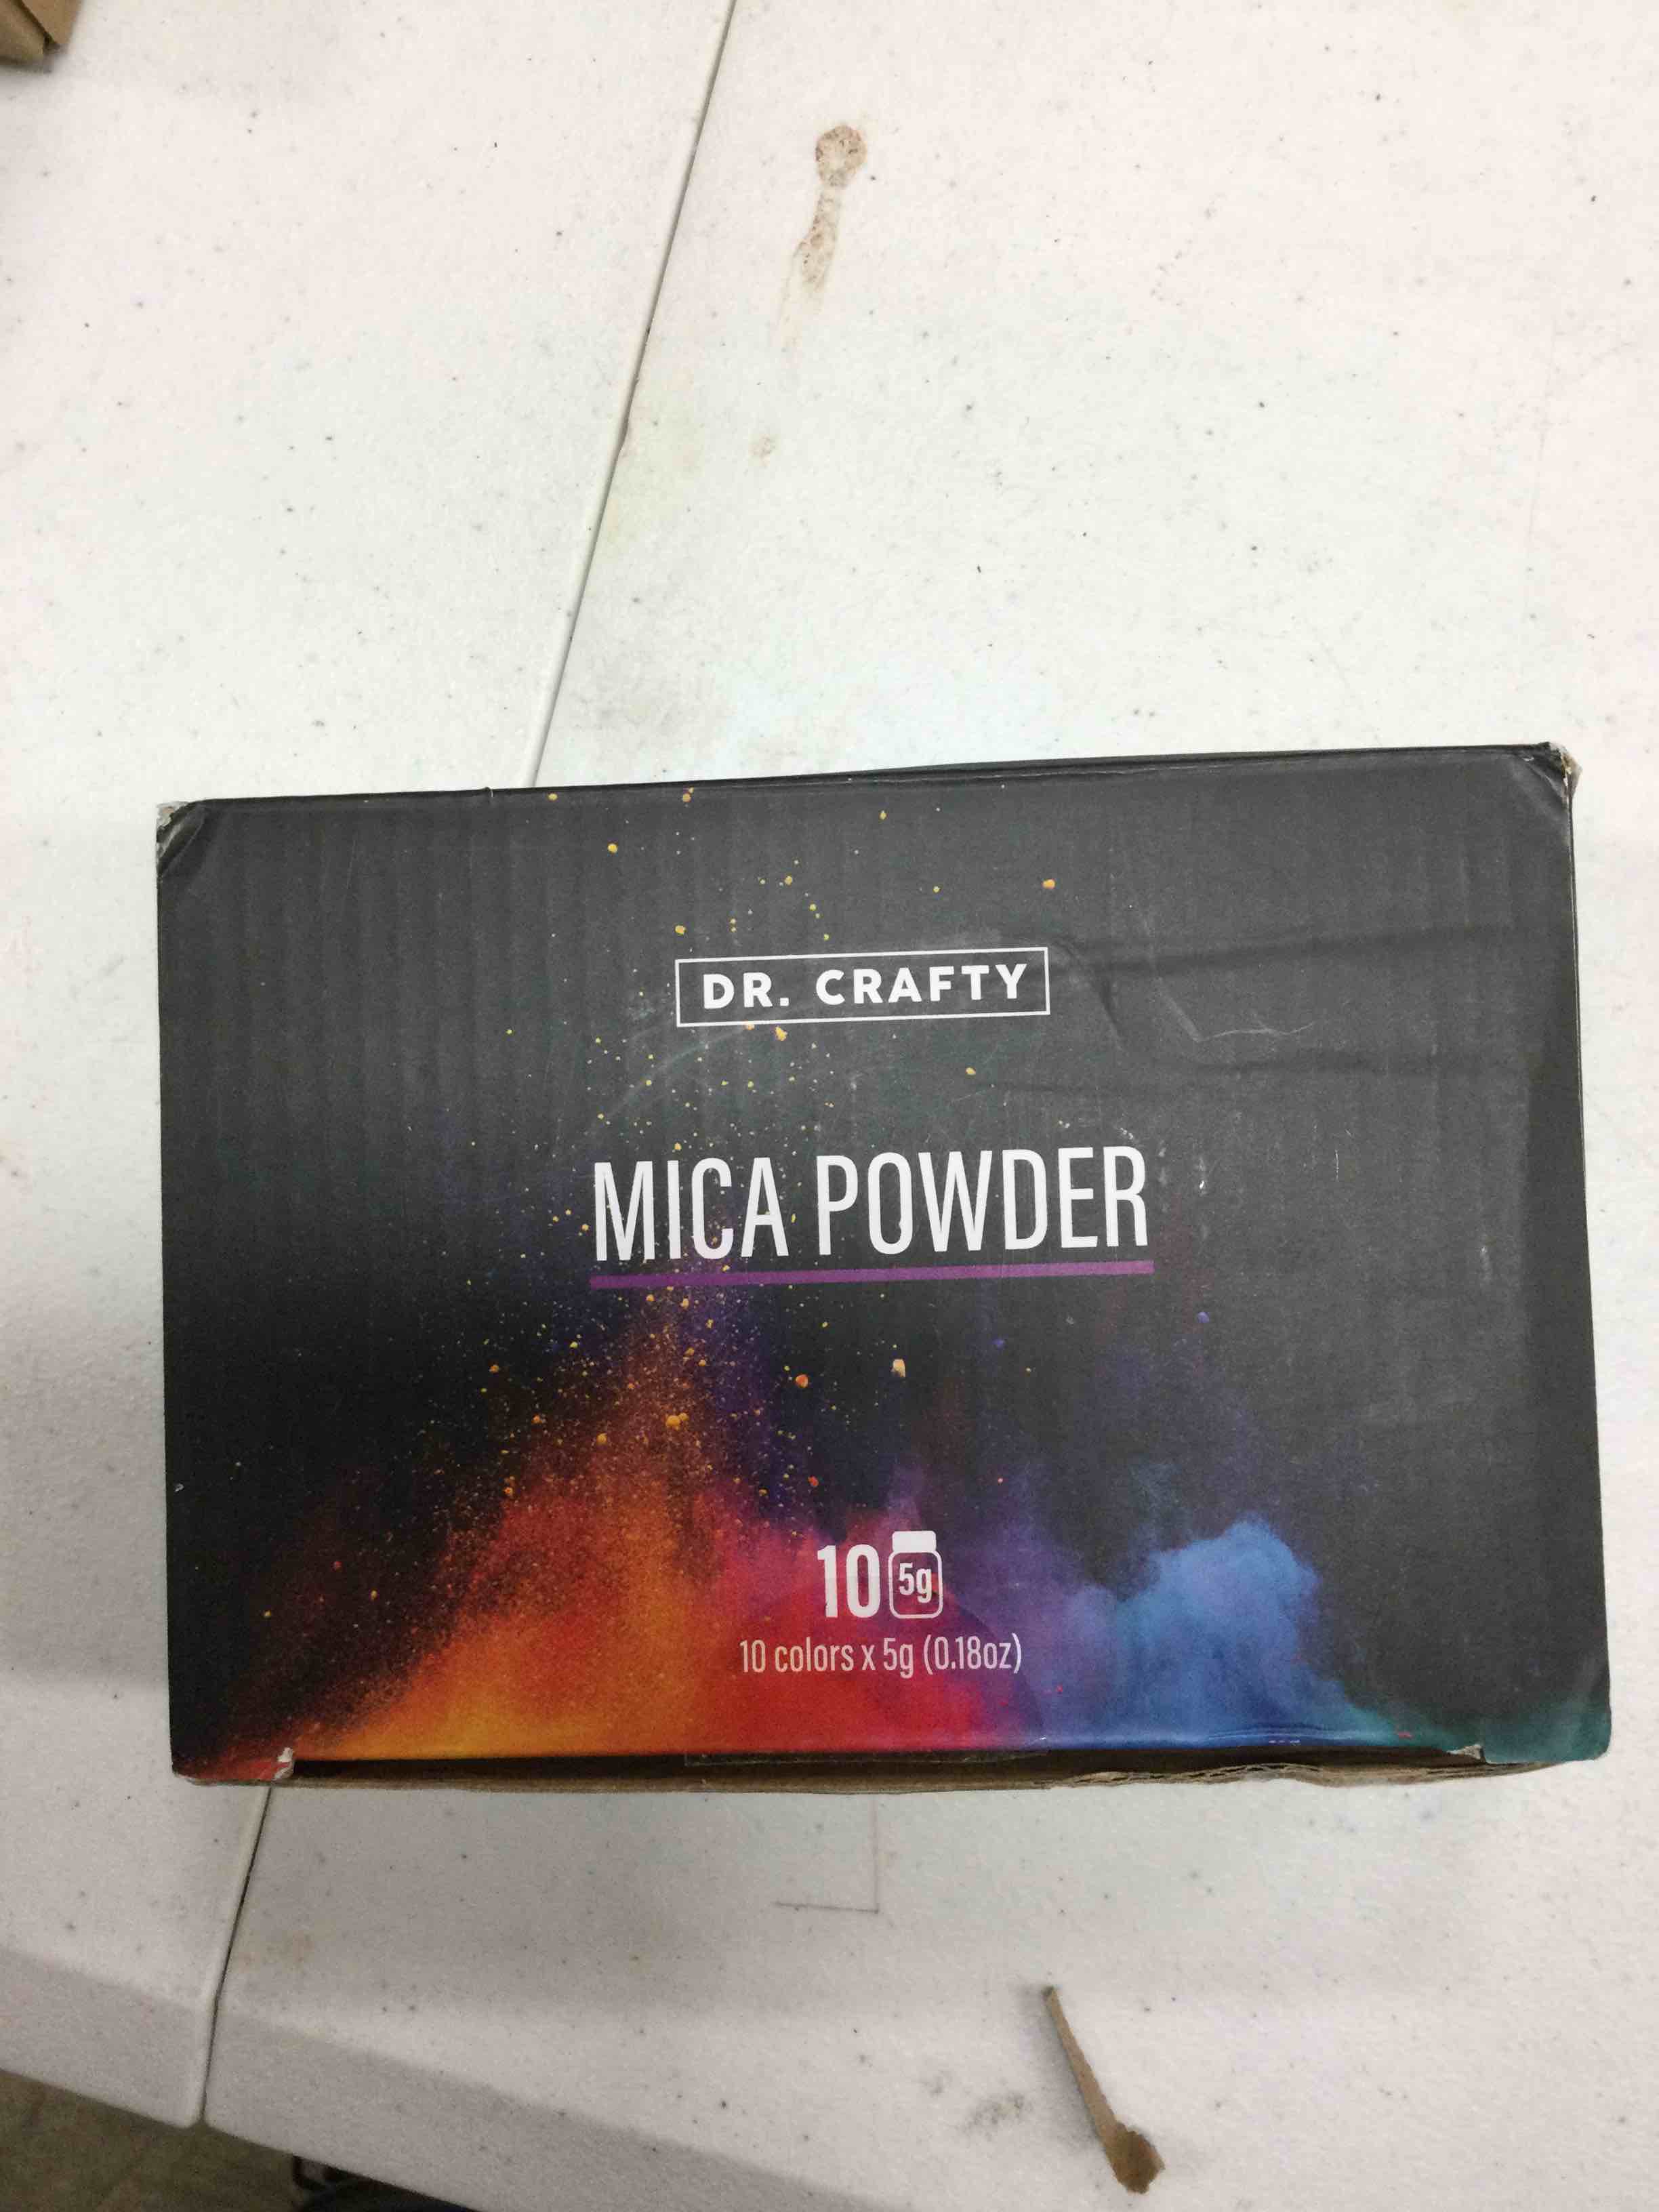 DR. CRAFTY
MICA POWDER
10 5g
10 colors x 5g (0.18oz)